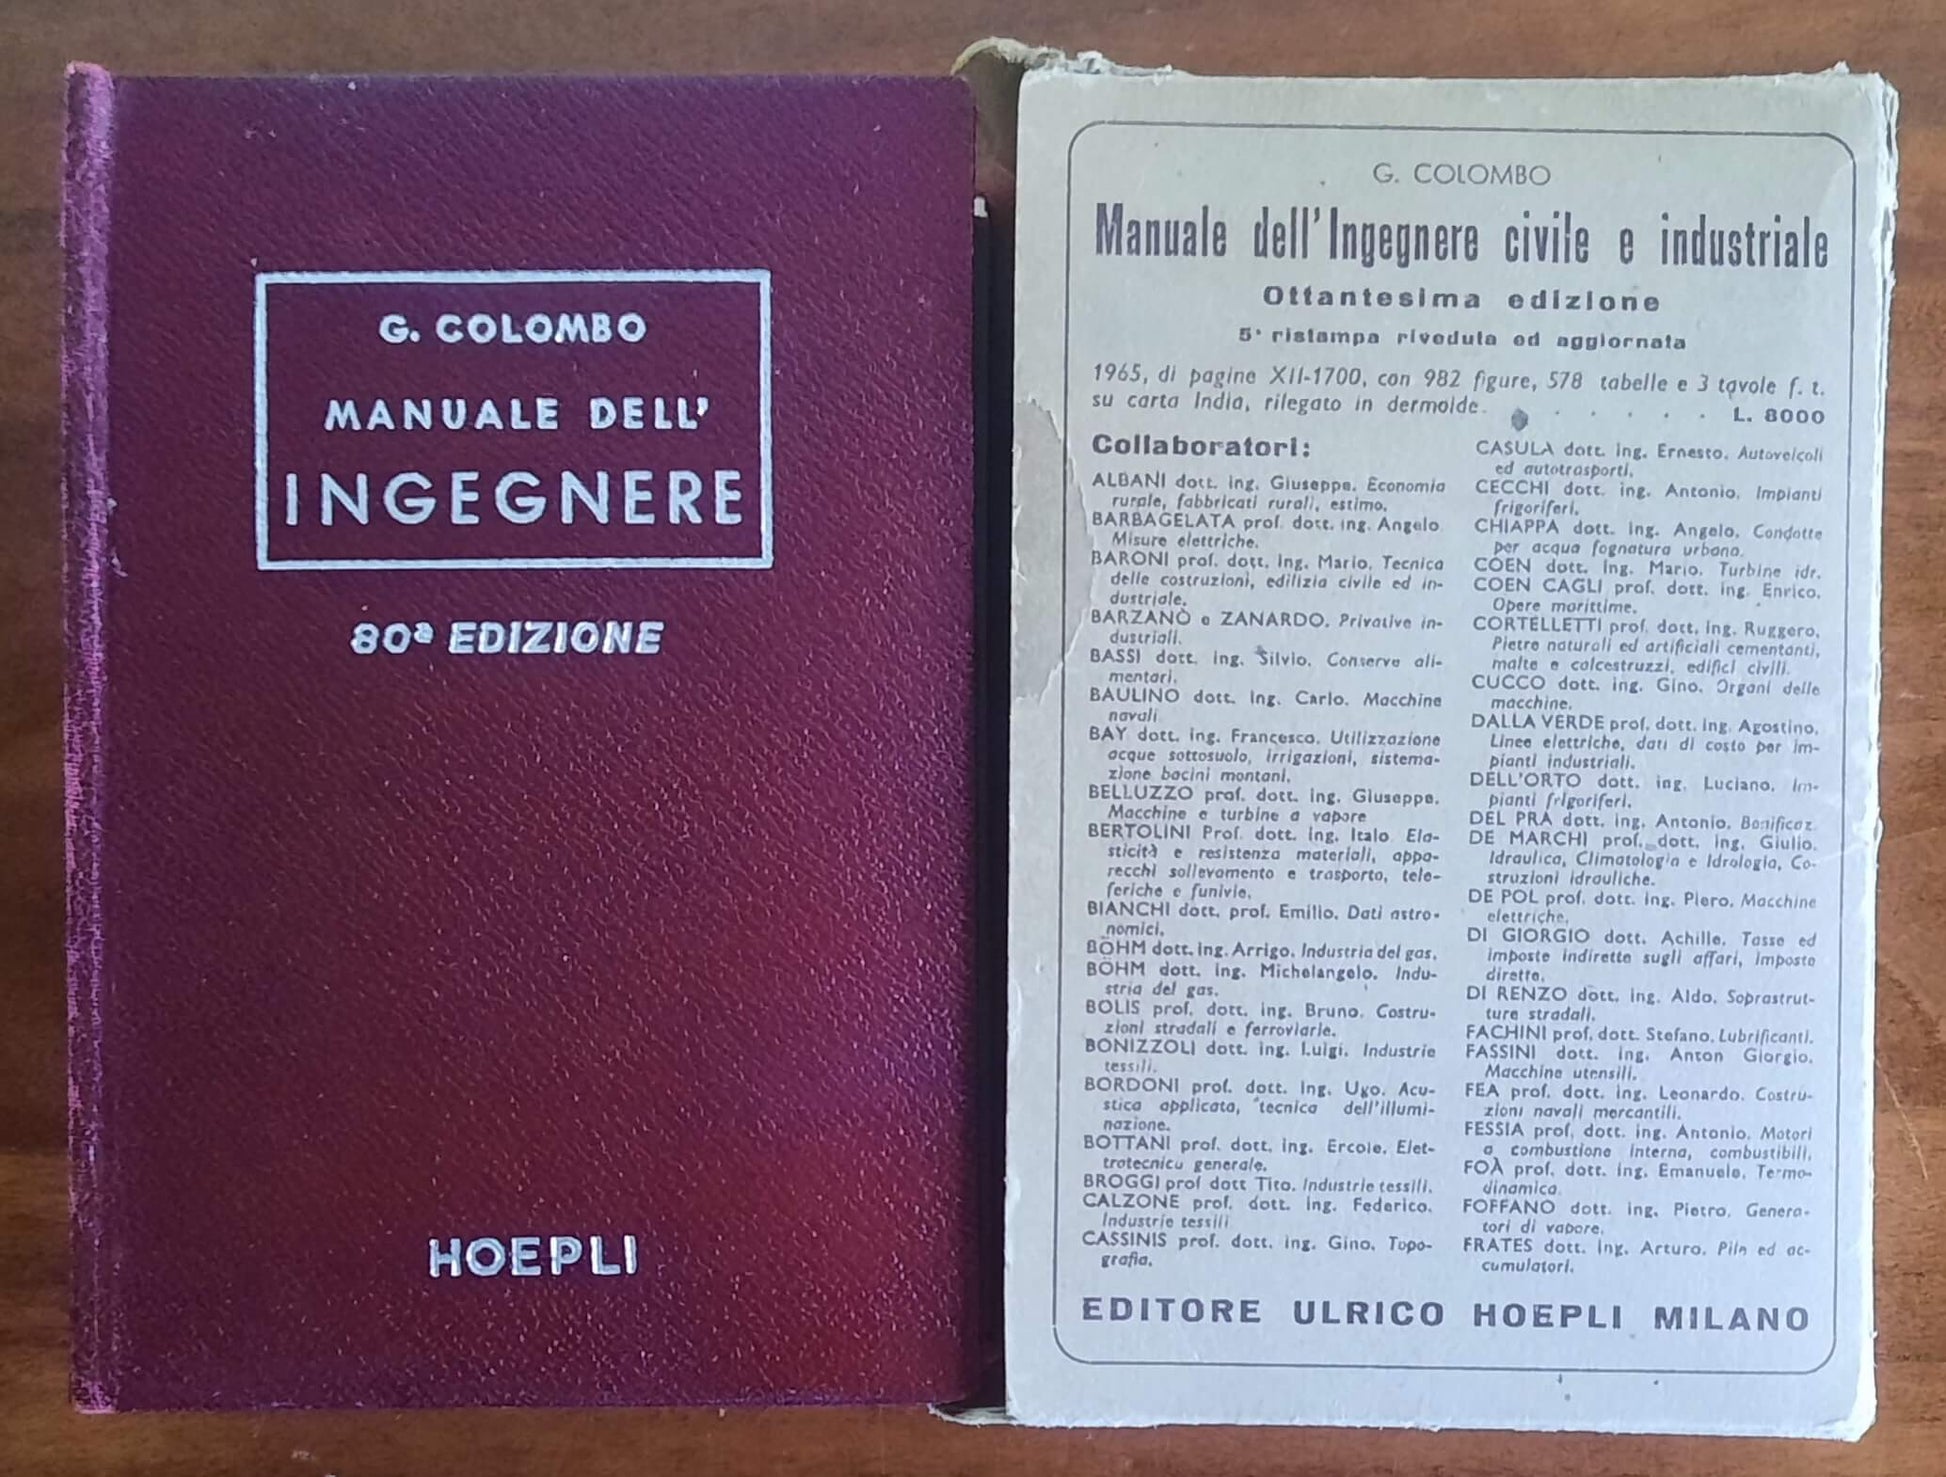 G. COLOMBO
MANUALE DELL'
INGEGNERE
80ª EDIZIONE
HOEPLI
G. COLOMBO
Manuale dell'Ingegnere civile e industriale
Ottantesima edizione
5ª ristampa riveduta ed aggiornata
1965, di pagine XII-1700, con 982 figure, 578 tabelle e 3 tavole f. t.
su carta India, rilegato in dermoide. . . . . . L. 8000
Collaboratori:
ALBANI dott. ing. Giuseppe. Economia
rurale, fabbricati rurali, estimo.
BARBAGELATA prof. dott. ing. Angelo
Misure elettriche.
BARONI prof. dott. ing. Mario. Tecnica
delle costruzioni, edilizia civile ed in-
dustriale.
BARZANÒ e ZANARDO. Privative in-
dustriali.
BASSI dott. ing. Silvio. Conserve ali-
mentari.
BAULINO dott. ing. Carlo. Macchine
navali
BAY dott. ing. Francesco. Utilizzazione
acque sottosuolo, irrigazioni, sistema-
zione bacini montani.
BELLUZZO prof. dott. ing. Giuseppe.
Macchine e turbine a vapore
BERTOLINI Prof. dott. ing. Italo Ela-
sticità e resistenza materiali, appa-
recchi sollevamento e trasporto, tele-
feriche e funivie.
BIANCHI dott. prof. Emilio. Dati astro-
nomici.
BÖHM dott. ing. Arrigo. Industria del gas.
BÖHM dott. ing. Michelangelo. Indu-
stria del gas.
BOLIS prof. dott. ing. Bruno. Costru-
zioni stradali e ferroviarie.
BONIZZOLI dott. ing. Luigi. Industrie
tessili.
BORDONI prof. dott. ing. Ugo. Acu-
stica applicata, tecnica dell'illumi-
nazione.
BOTTANI prof. dott. ing. Ercole. Elet-
trotecnica generale.
BROGGI prof dott Tito. Industrie tessili.
CALZONE prof. dott. ing. Federico.
Industrie tessili
CASSINIS prof. dott. ing. Gino. Topo-
grafia.
CASULA dott. ing. Ernesto. Autoveicoli
ed autotrasporti.
CECCHI dott. ing. Antonio. Impianti
frigoriferi.
CHIAPPA dott. ing. Angelo. Condotte
per acqua fognatura urbana.
COEN dott. ing. Mario. Turbine idr.
COEN CAGLI prof. dott. ing. Enrico.
Opere marittime.
CORTELLETTI prof. dott. ing. Ruggero.
Pietre naturali ed artificiali cementanti,
malte e calcestruzzi, edifici civili.
CUCCO dott. ing. Gino. Organi delle
macchine.
DALLA VERDE prof. dott. ing. Agostino.
Linee elettriche, dati di costo per im-
pianti industriali.
DELL'ORTO dott. ing. Luciano. Im-
pianti frigoriferi.
DEL PRA dott. ing. Antonio. Bonificaz.
DE MARCHI prof. dott. ing. Giulio.
Idraulica, Climatologia e Idrologia, Co-
struzioni idrauliche.
DE POL prof. dott. ing. Piero. Macchine
elettriche.
DI GIORGIO dott. Achille. Tasse ed
imposte indirette sugli affari, imposte
dirette.
DI RENZO dott. ing. Aldo. Soprastrut-
ture stradali.
FACHINI prof. dott. Stefano. Lubrificanti.
FASSINI dott. ing. Anton Giorgio.
Macchine utensili.
FEA prof. dott. ing. Leonardo. Costru-
zioni navali mercantili.
FESSIA prof. dott. ing. Antonio. Motori
a combustione interna, combustibili.
FOÀ prof. dott. ing. Emanuele. Termo-
dinamica.
FOFFANO dott. ing. Pietro. Genera-
tori di vapore.
FRATES dott. ing. Arturo. Pile ed ac-
cumulatori.
EDITORE ULRICO HOEPLI MILANO